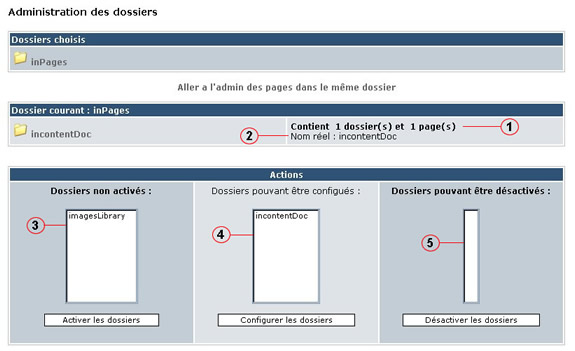 Administration des dossiers
Dossiers choisis
inPages
Aller a l'admin des pages dans le même dossier
Dossier courant : inPages
incontentDoc
Contient 1 dossier(s) et 1 page(s)
1
2
Nom réel : incontentDoc
Actions
Dossiers non activés :
Dossiers pouvant être configués :
Dossiers pouvant être désactivés :
imagesLibrary
incontentDoc
3
4
5
Activer les dossiers
Configurer les dossiers
Désactiver les dossiers